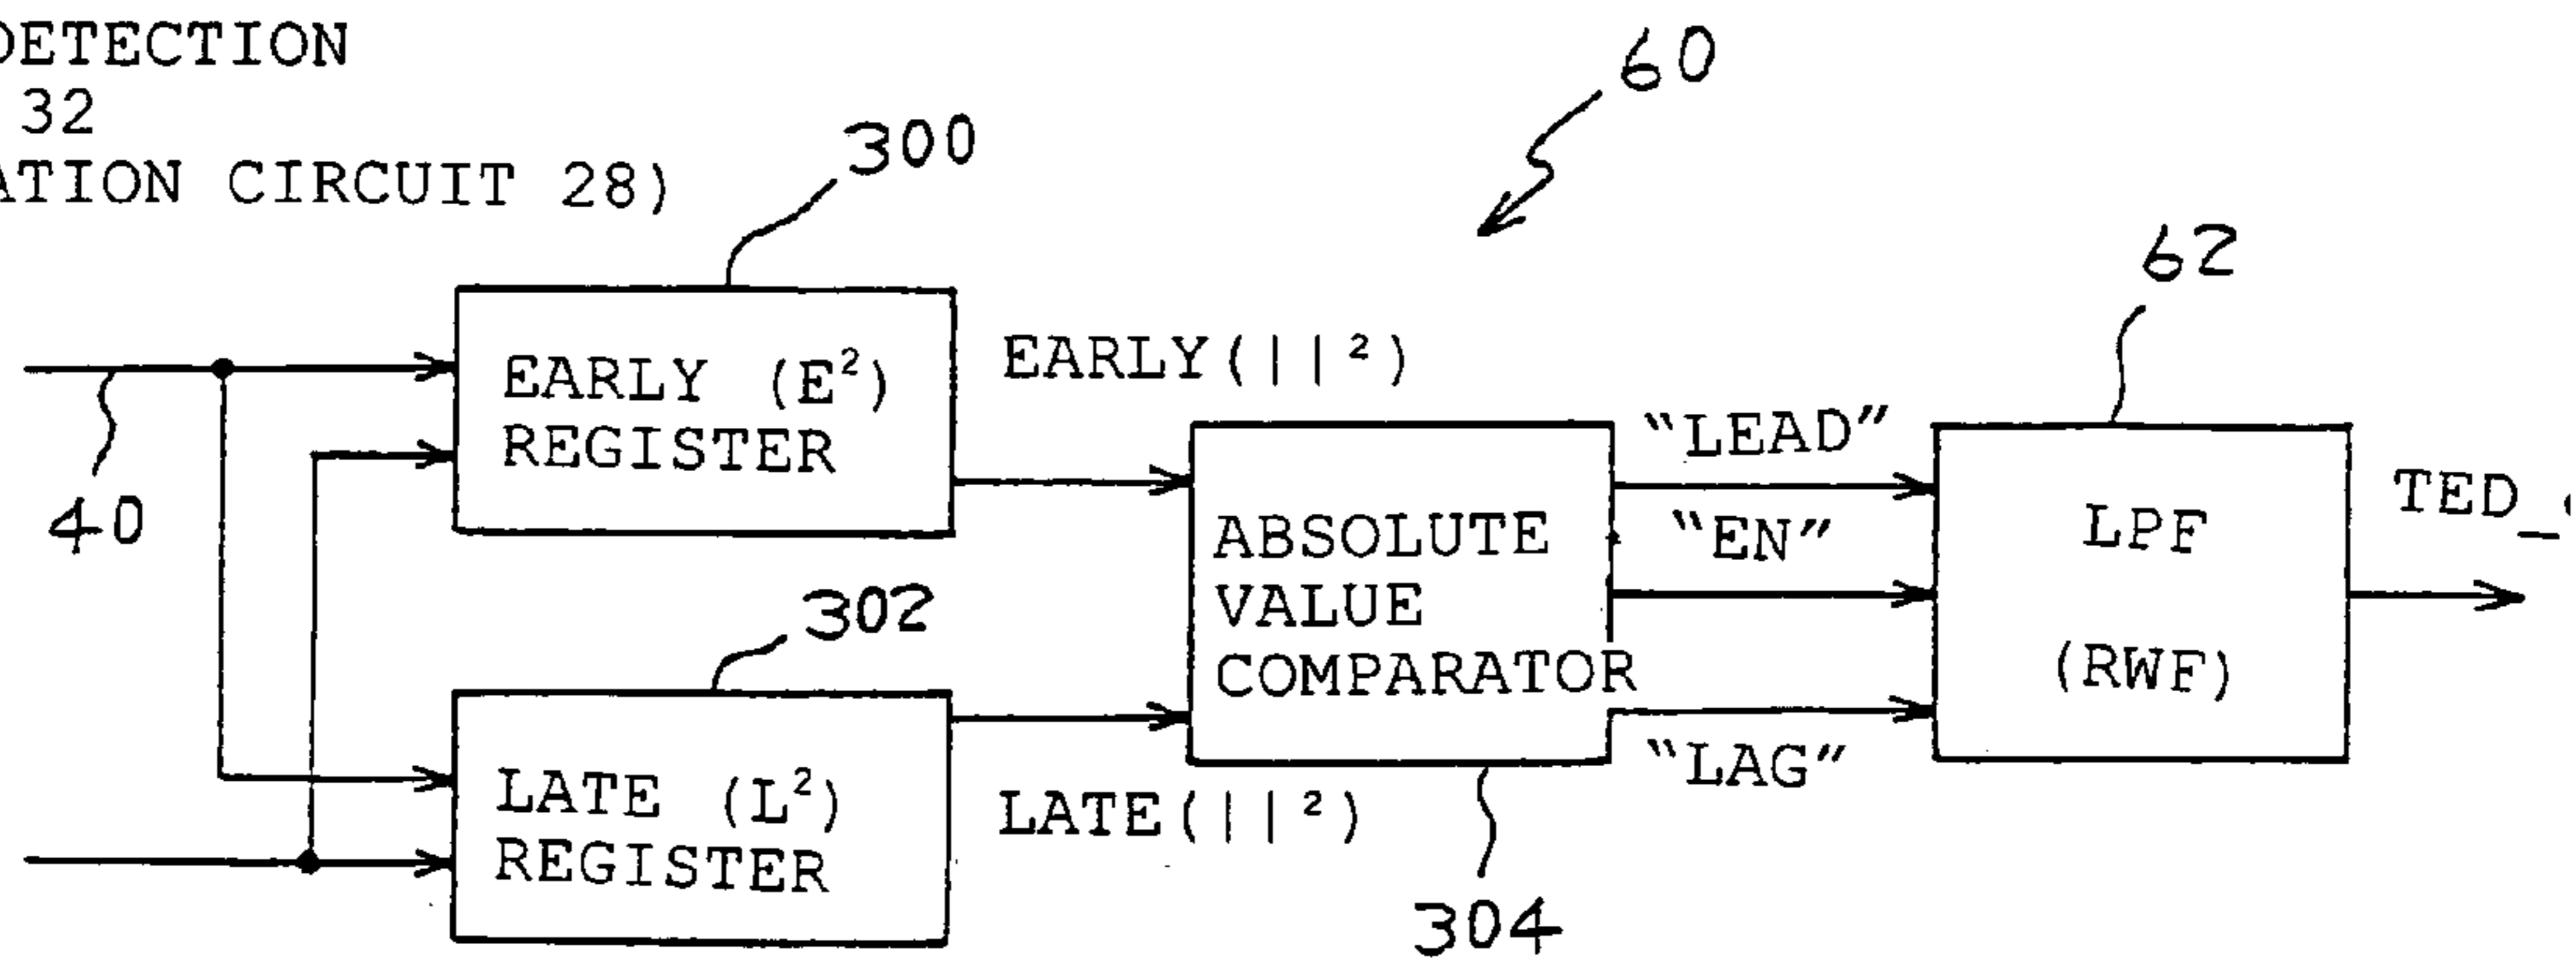 DETECTION
32
ATION CIRCUIT 28)
60
300
62
40
EARLY (E²)
REGISTER
EARLY(||²)
"LEAD"
"EN"
"LAG"
ABSOLUTE
VALUE
COMPARATOR
LPF
(RWF)
TED_
302
LATE (L²)
REGISTER
LATE(||²)
304